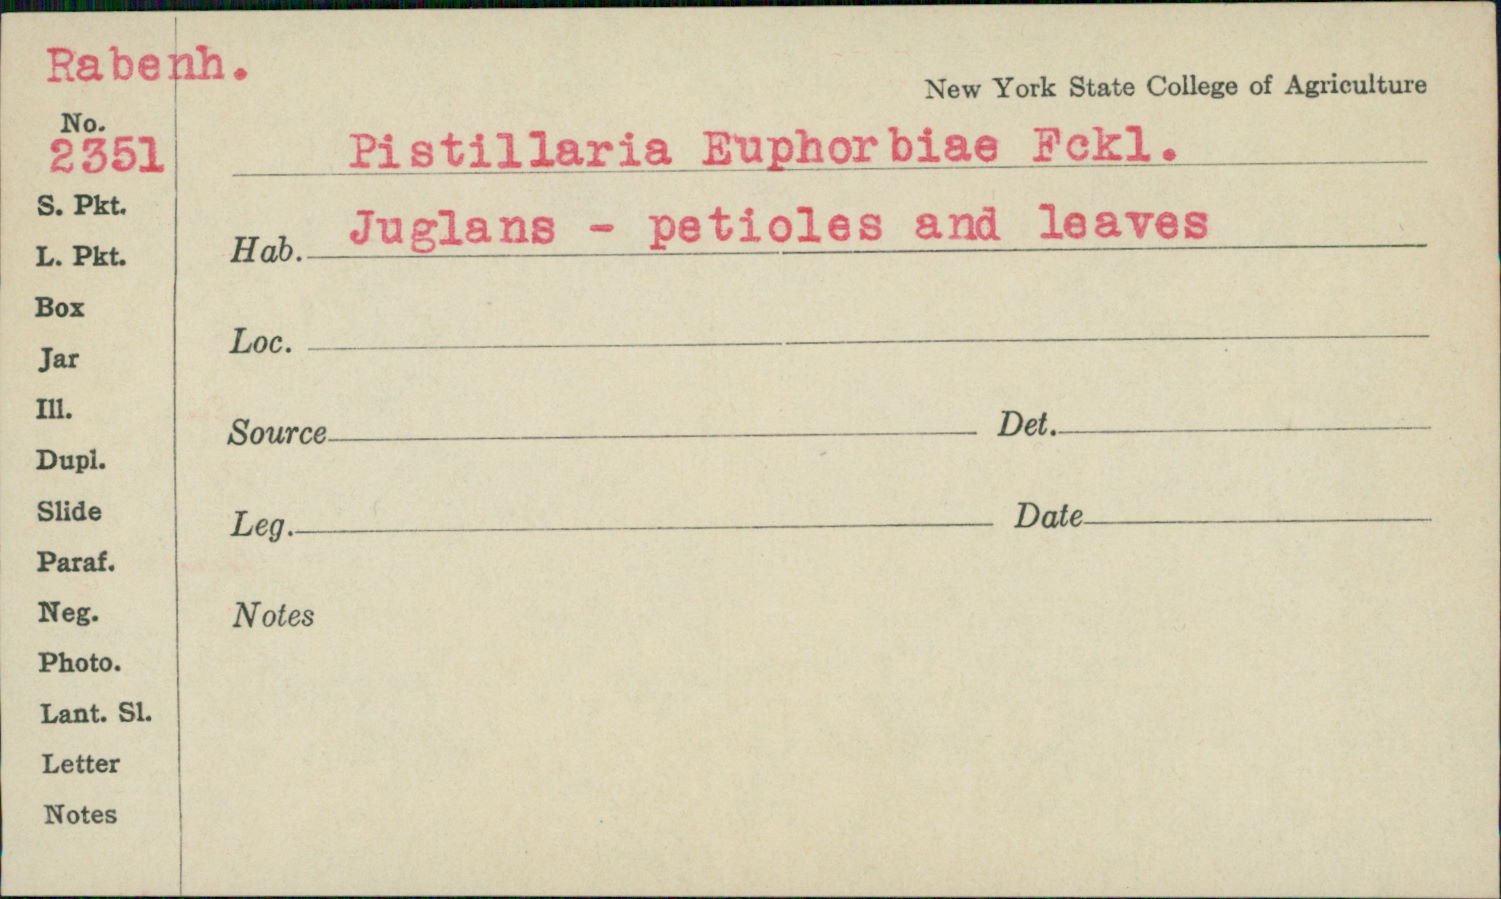 Rabenh.
New York State College of Agriculture
No.
2351
Pistillaria Euphorbiae Fckl.
S. Pkt.
Hab. Juglans - petioles and leaves
L. Pkt.
Box
Loc.
Jar
Ill.
Source Det.
Dupl.
Slide
Leg. Date
Paraf.
Neg.
Notes
Photo.
Lant. Sl.
Letter
Notes